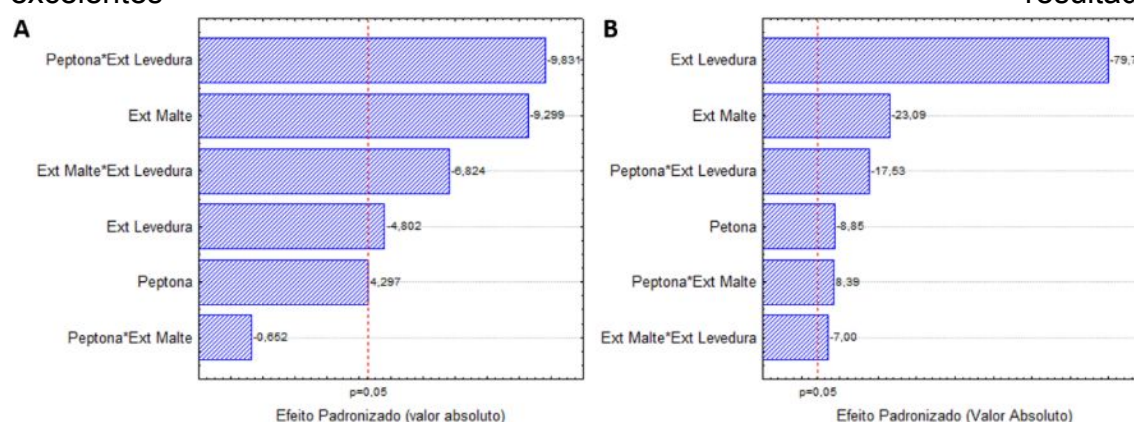 A
Peptona*Ext Levedura
-9,831
Ext Malte
-9,299
Ext Malte*Ext Levedura
-6,824
Ext Levedura
-4,802
Peptona
4,297
Peptona*Ext Malte
-0,652
p=0,05
Efeito Padronizado (valor absoluto)
B
Ext Levedura
-79,7
Ext Malte
-23,09
Peptona*Ext Levedura
-17,53
Petona
-8,85
Peptona*Ext Malte
8,39
Ext Malte*Ext Levedura
-7,00
p=0,05
Efeito Padronizado (Valor Absoluto)